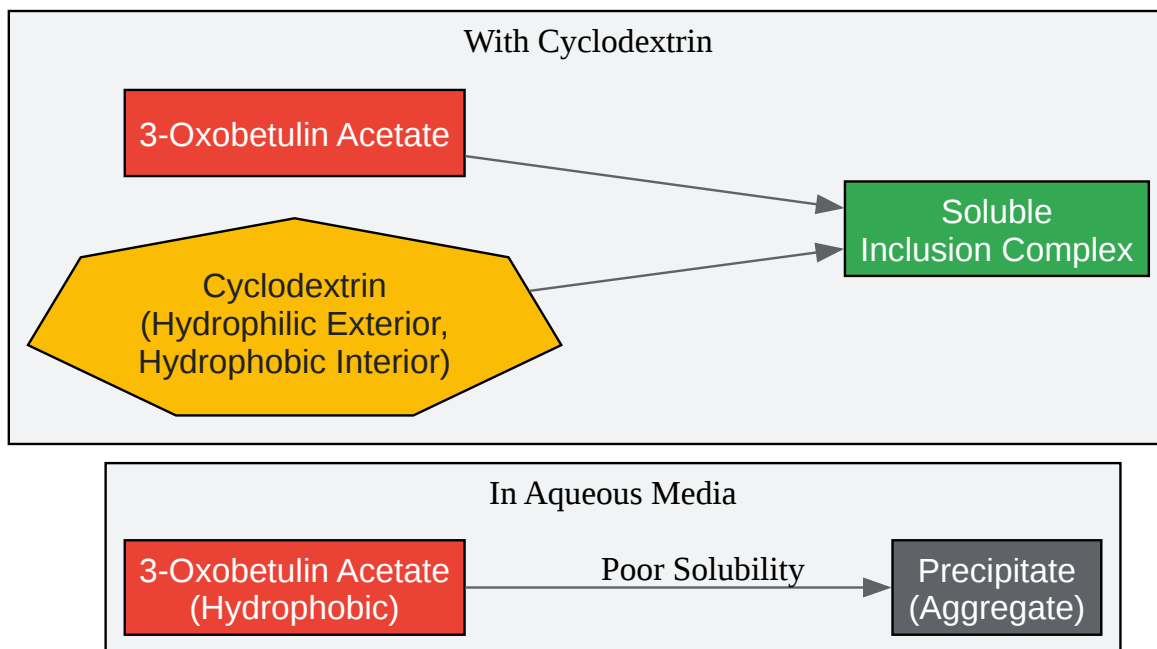 With Cyclodextrin
3-Oxobetulin Acetate
Soluble
Inclusion Complex
Cyclodextrin
(Hydrophilic Exterior,
Hydrophobic Interior)
In Aqueous Media
3-Oxobetulin Acetate
(Hydrophobic)
Poor Solubility
Precipitate
(Aggregate)